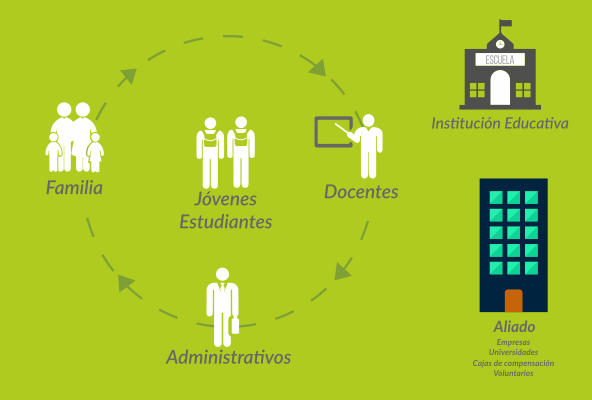 ESCUELA
Institución Educativa
Familia
Jóvenes
Estudiantes
Docentes
Administrativos
Aliado
Empresas
Universidades
Cajas de compensación
Voluntarios